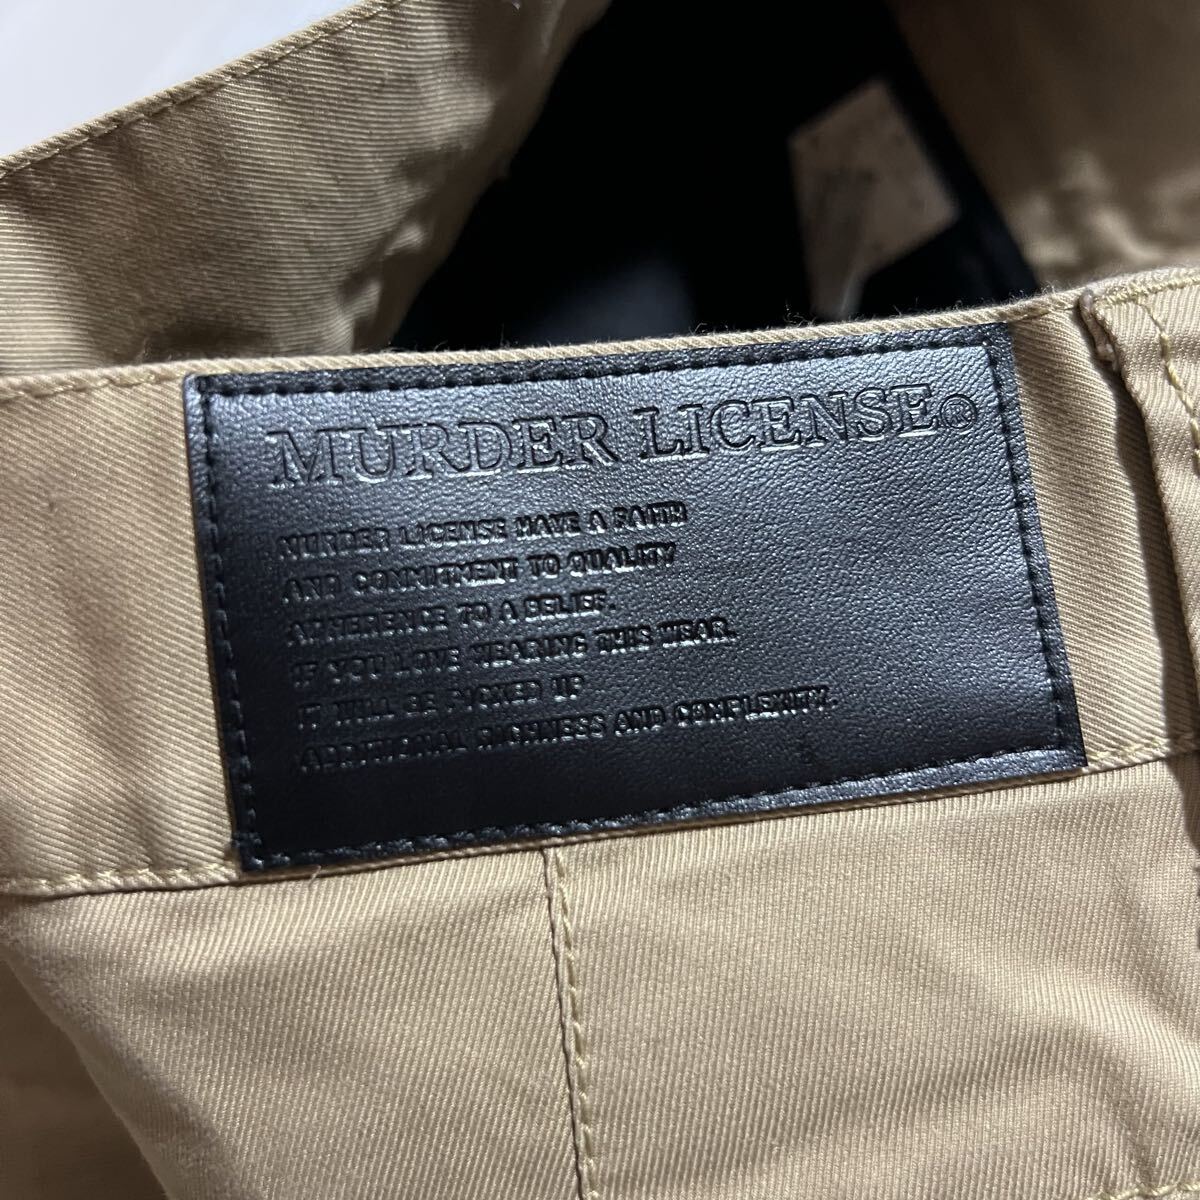 MURDER LICENSE®
MURDER LICENSE HAVE A FAITH
AND COMMITMENT TO QUALITY
ADHERENCE TO A BELIEF.
IF YOU LOVE WEARING THIS WEAR.
IT WILL BE PICKED UP
ADDITIONAL RICHNESS AND COMPLEXITY.